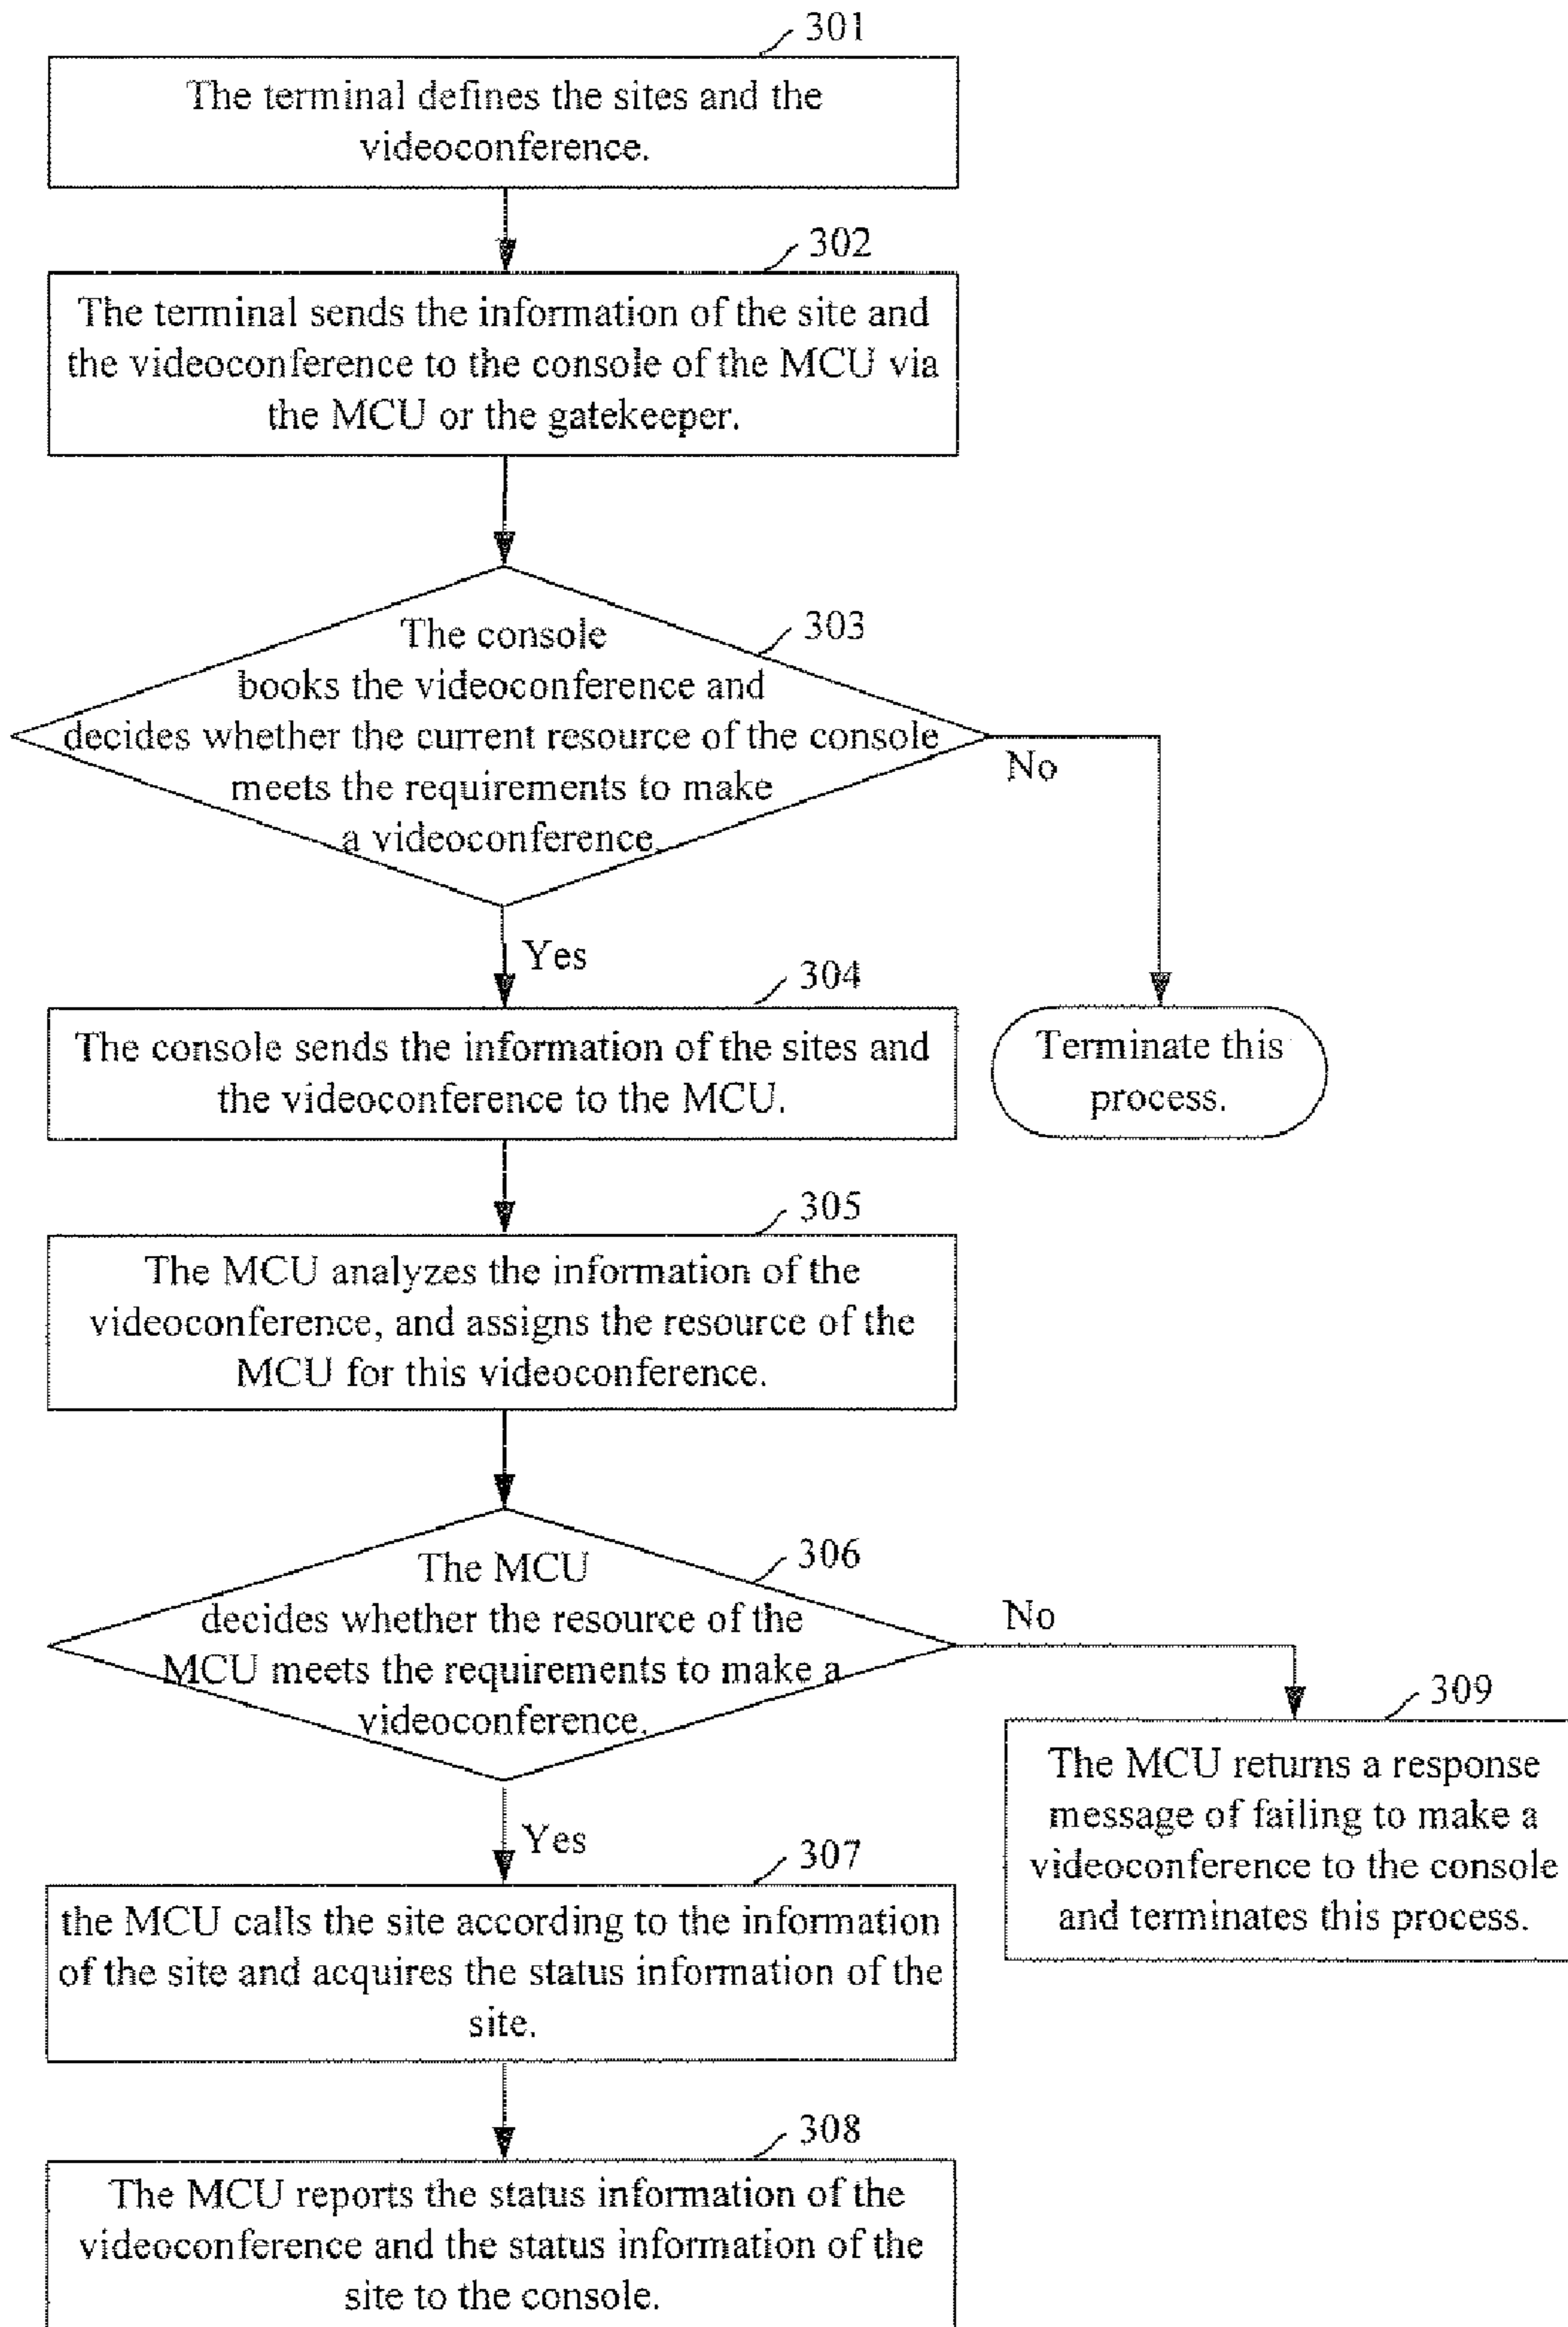 301
The terminal defines the sites and the
videoconference.
302
The terminal sends the information of the site and
the videoconference to the console of the MCU via
the MCU or the gatekeeper.
303
The console
books the videoconference and
decides whether the current resource of the console
meets the requirements to make
a videoconference.
No
Yes
304
The console sends the information of the sites and
the videoconference to the MCU.
Terminate this
process.
305
The MCU analyzes the information of the
videoconference, and assigns the resource of the
MCU for this videoconference.
306
The MCU
decides whether the resource of the
MCU meets the requirements to make a
videoconference.
No
Yes
309
The MCU returns a response
message of failing to make a
videoconference to the console
and terminates this process.
307
the MCU calls the site according to the information
of the site and acquires the status information of the
site.
308
The MCU reports the status information of the
videoconference and the status information of the
site to the console.